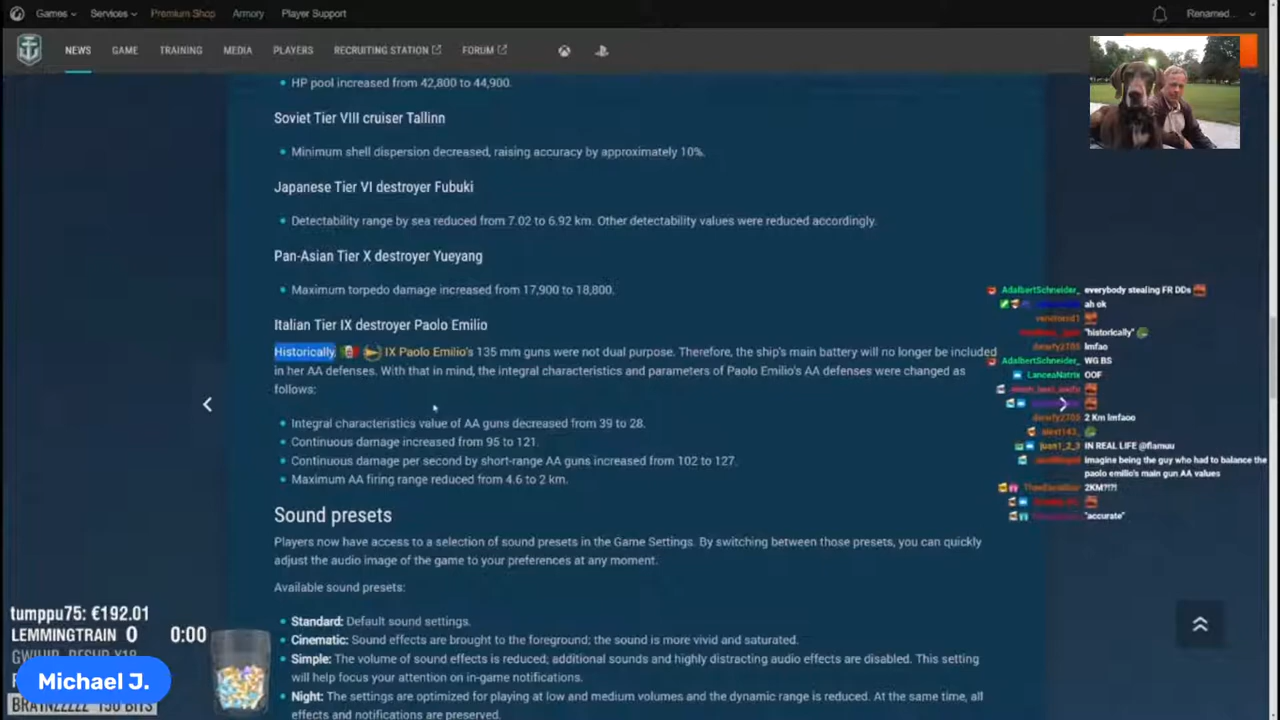 Games Services Premium Shop Armory Player Support Renamed...
NEWS GAME TRAINING MEDIA PLAYERS RECRUITING STATION FORUM
HP pool increased from 42,800 to 44,900.
Soviet Tier VIII cruiser Tallinn
Minimum shell dispersion decreased, raising accuracy by approximately 10%.
Japanese Tier VI destroyer Fubuki
Detectability range by sea reduced from 7.02 to 6.92 km. Other detectability values were reduced accordingly.
Pan-Asian Tier X destroyer Yueyang
Maximum torpedo damage increased from 17,900 to 18,800.
Italian Tier IX destroyer Paolo Emilio
Historically, IX Paolo Emilio's 135 mm guns were not dual purpose. Therefore, the ship's main battery will no longer be included
in her AA defenses. With that in mind, the integral characteristics and parameters of Paolo Emilio's AA defenses were changed as
follows:
Integral characteristics value of AA guns decreased from 39 to 28.
Continuous damage increased from 95 to 121.
Continuous damage per second by short-range AA guns increased from 102 to 127.
Maximum AA firing range reduced from 4.6 to 2 km.
Sound presets
Players now have access to a selection of sound presets in the Game Settings. By switching between those presets, you can quickly
adjust the audio image of the game to your preferences at any moment.
Available sound presets:
Standard: Default sound settings.
Cinematic: Sound effects are brought to the foreground; the sound is more vivid and saturated.
Simple: The volume of sound effects is reduced; additional sounds and highly distracting audio effects are disabled. This setting
will help focus your attention on in-game notifications.
Night: The settings are optimized for playing at low and medium volumes and the dynamic range is reduced. At the same time, all
effects and notifications are preserved.
AdalbertSchneider_ everybody stealing FR DDs
ah ok
"historically"
lmfao
AdalbertSchneider_ WG BS
LanceaNatrix OOF
2 Km lmfaoo
juan1_2_3 IN REAL LIFE @flamuu
imagine being the guy who had to balance the
paolo emilio's main gun AA values
2KM?!?!
"accurate"
tumppu75: €192.01
LEMMINGTRAIN 0 0:00
Michael J.
150 BITS